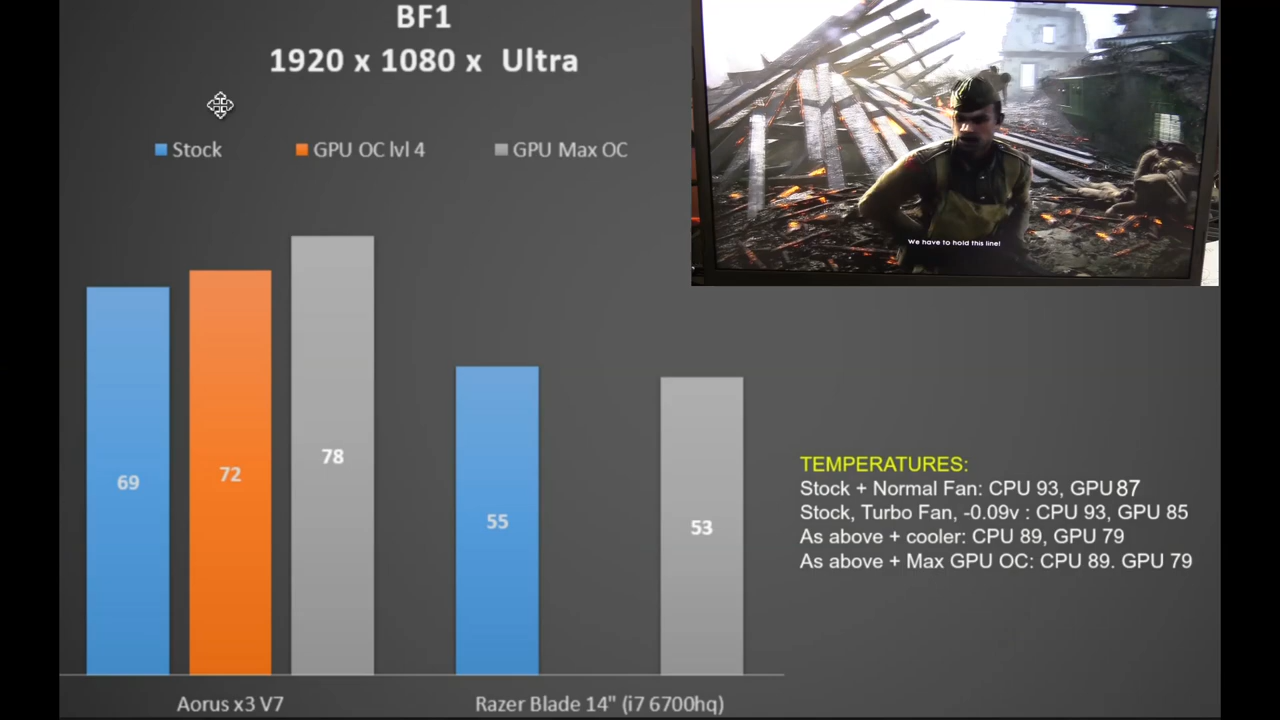 BF1
1920 x 1080 x Ultra
Stock
GPU OC lvl 4
GPU Max OC
We have to hold this line!
69
72
78
55
53
TEMPERATURES:
Stock + Normal Fan: CPU 93, GPU 87
Stock, Turbo Fan, -0.09v : CPU 93, GPU 85
As above + cooler: CPU 89, GPU 79
As above + Max GPU OC: CPU 89. GPU 79
Aorus x3 V7
Razer Blade 14" (i7 6700hq)